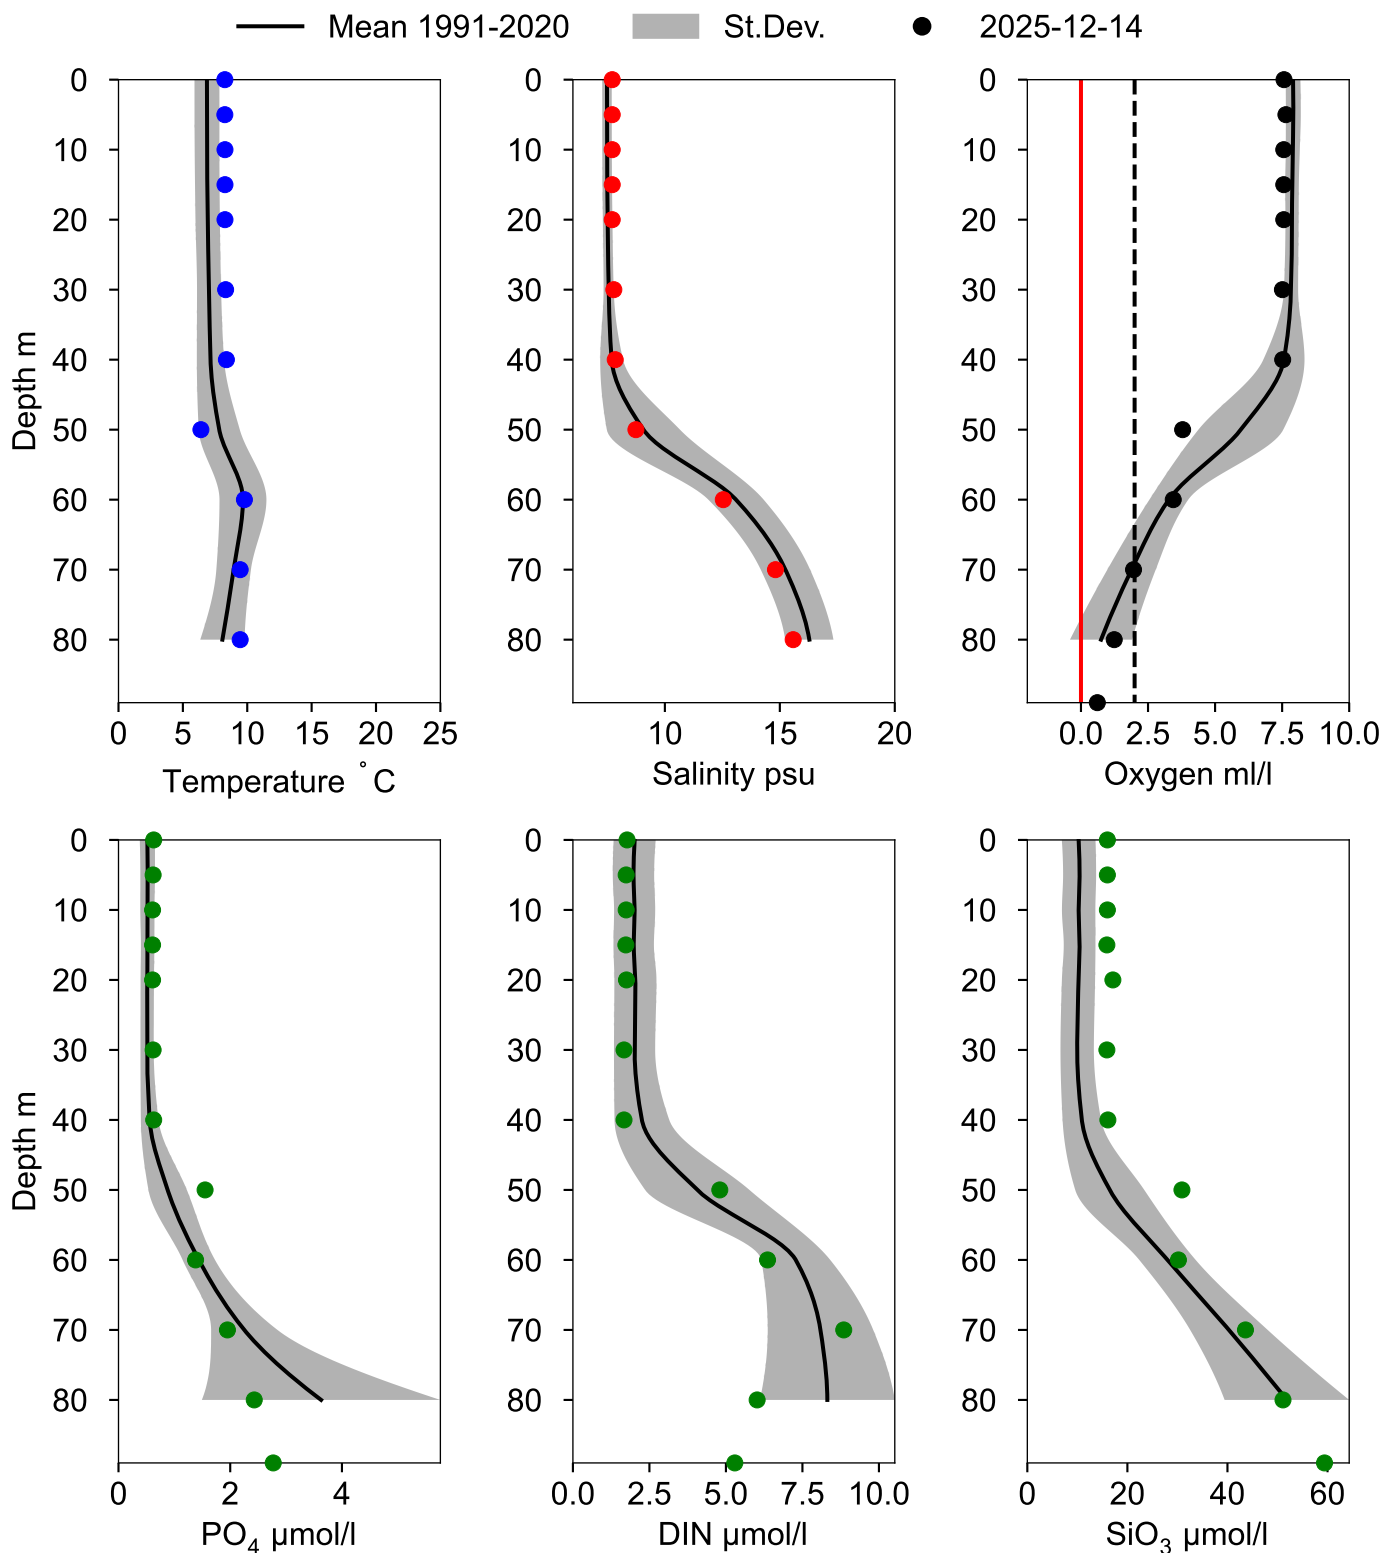 Mean 1991-2020 St.Dev. 2025-12-14
0 0 0
10 10 10
20 20 20
30 30 30
40 40 40
50 50 50
60 60 60
70 70 70
80 80 80
Depth m
0 5 10 15 20 25 10 15 20 0.0 2.5 5.0 7.5 10.0
Temperature °C Salinity psu Oxygen ml/l
0 0 0
10 10 10
20 20 20
30 30 30
40 40 40
50 50 50
60 60 60
70 70 70
80 80 80
Depth m
0 2 4 0.0 2.5 5.0 7.5 10.0 0 20 40 60
PO₄ µmol/l DIN µmol/l SiO₃ µmol/l